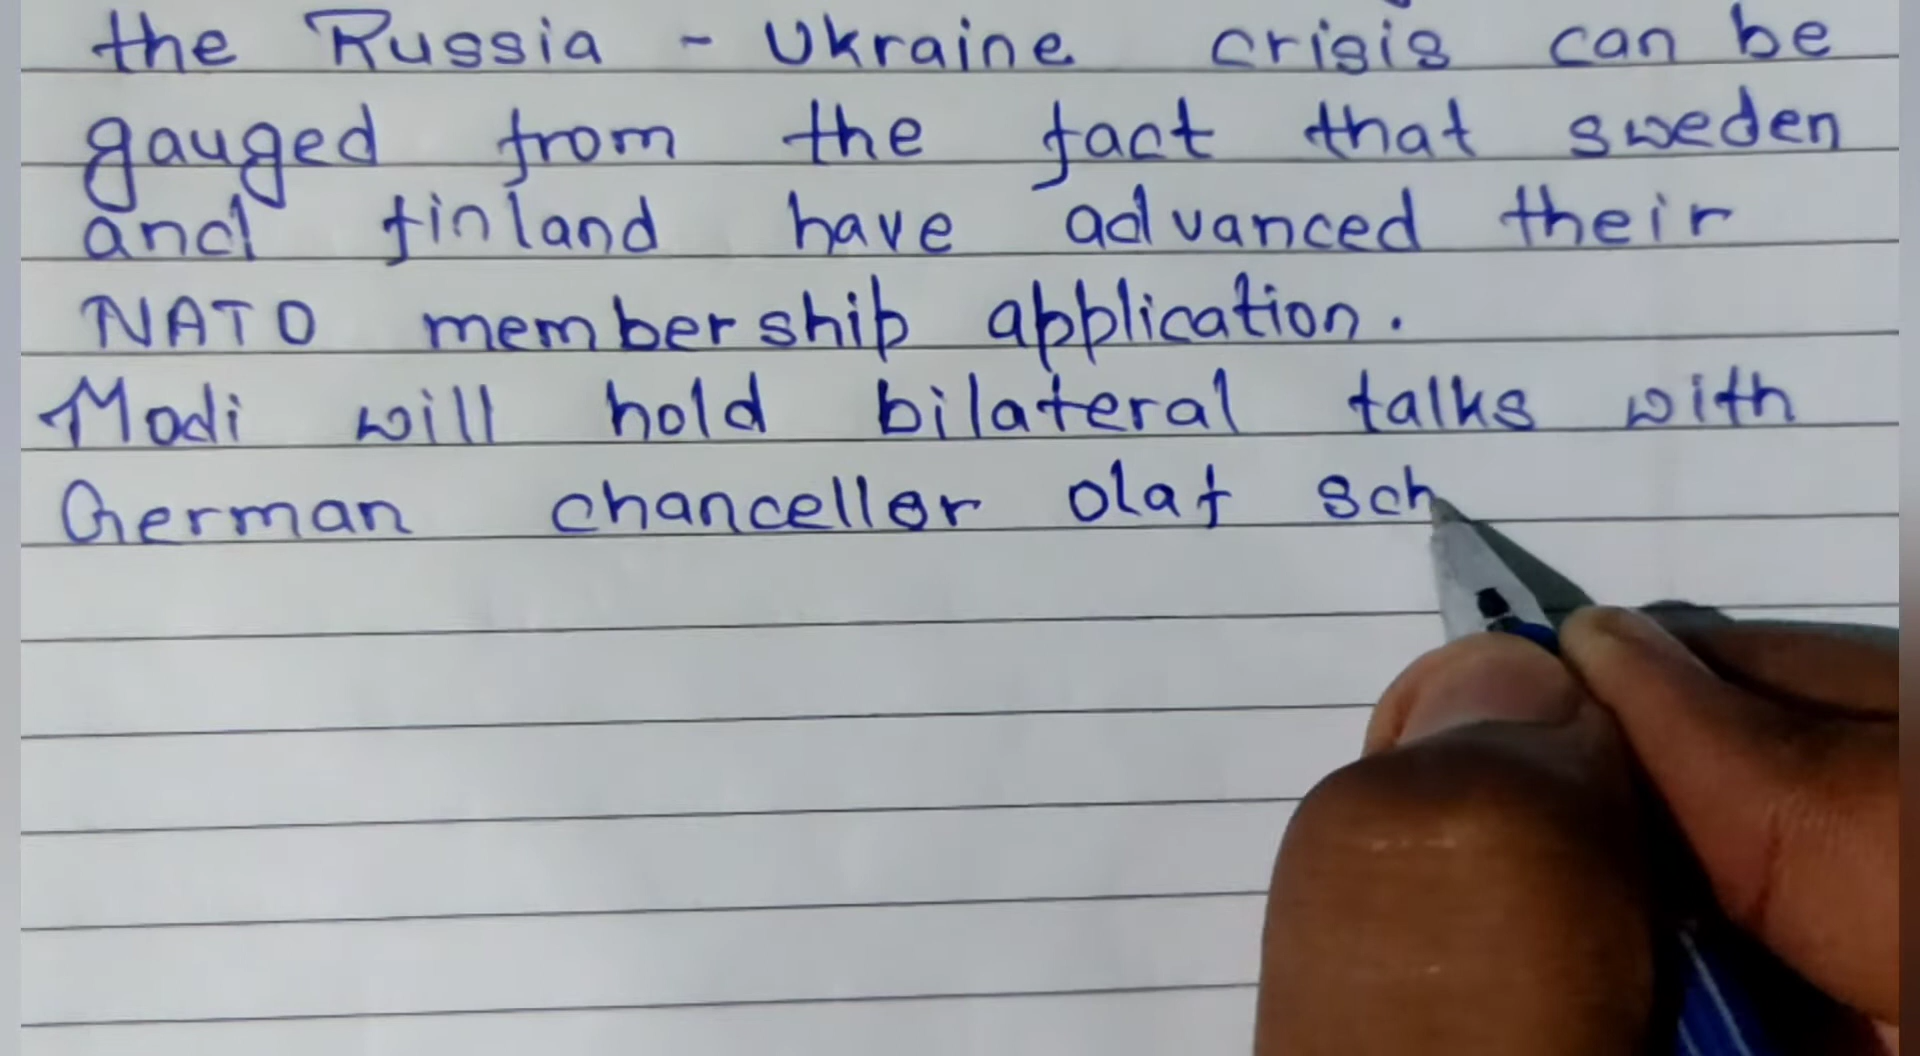 the Russia - Ukraine crisis can be
gauged from the fact that sweden
and finland have advanced their
NATO membership application.
Modi will hold bilateral talks with
German chancellor olaf sch